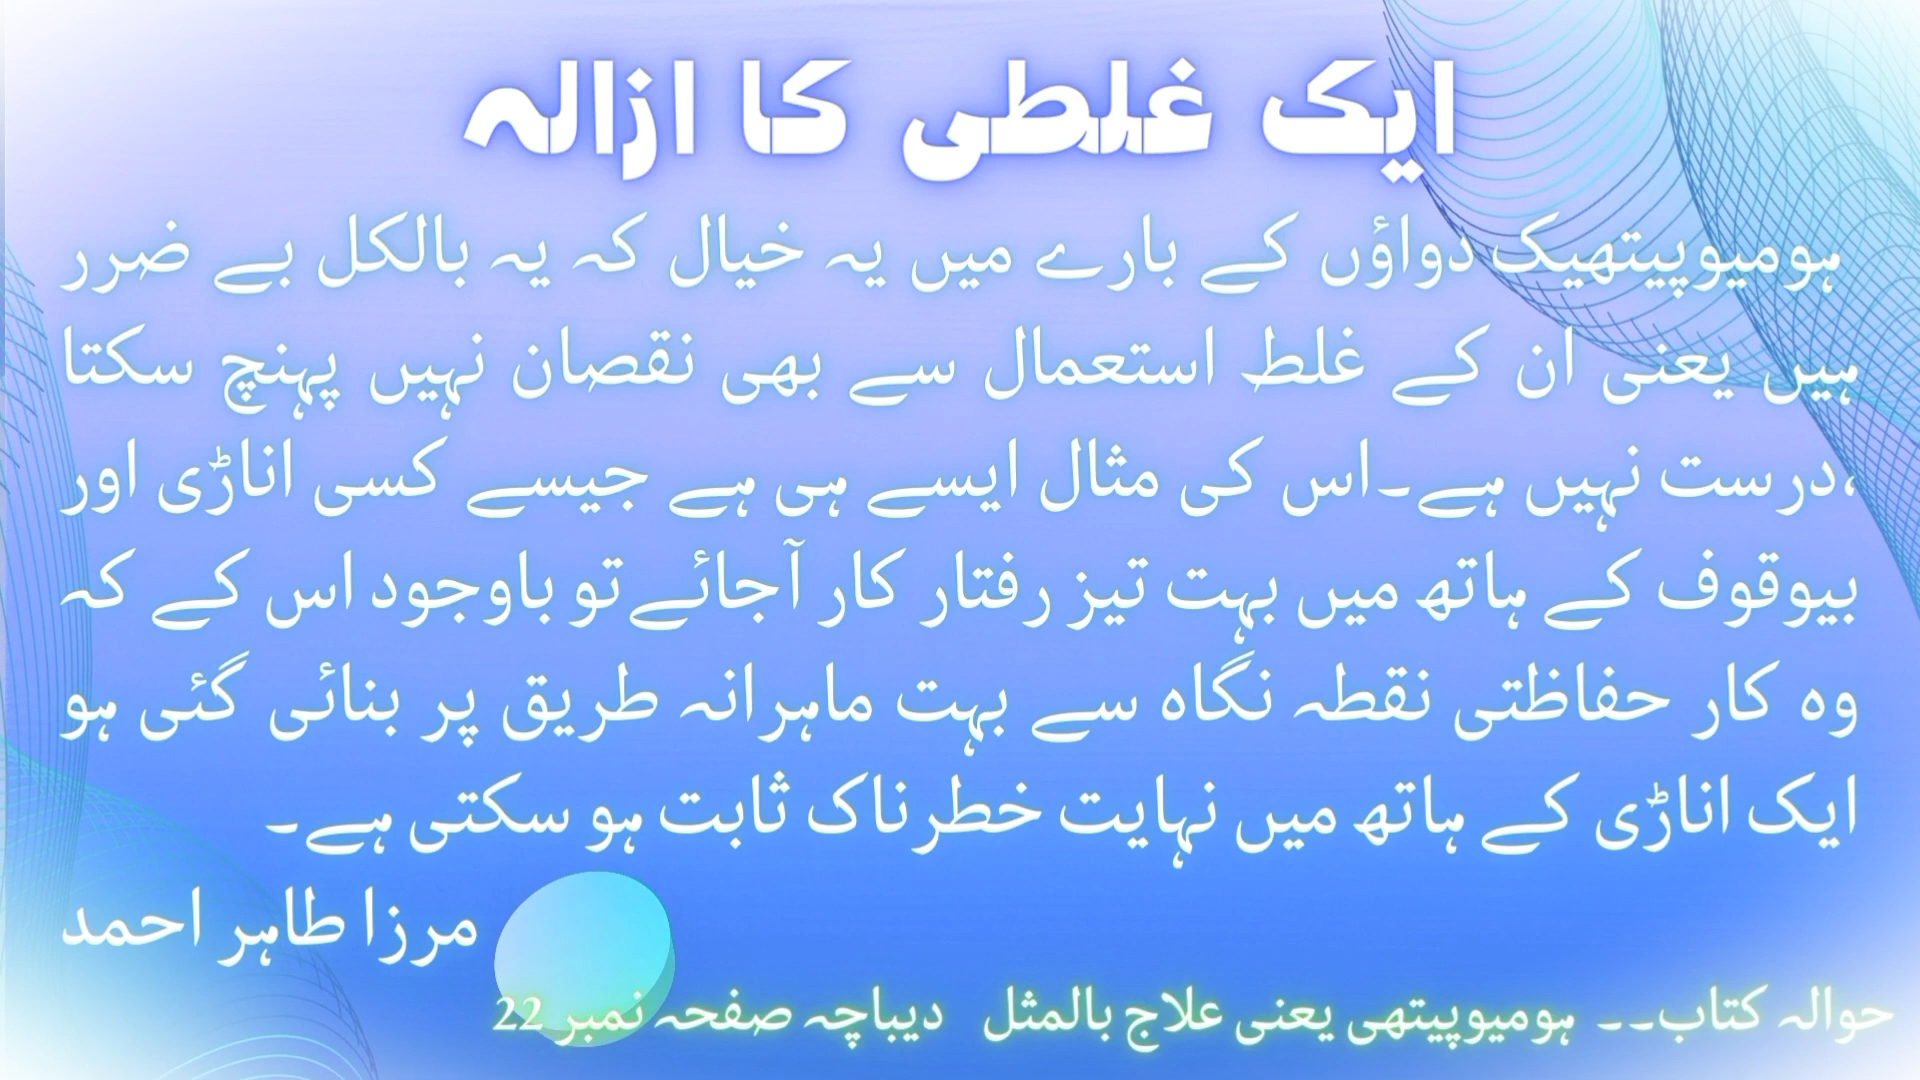 ایک غلطی کا ازالہ
ہومیوپیتھیک دواؤں کے بارے میں یہ خیال کہ یہ بالکل بے ضرر
ہیں یعنی ان کے غلط استعمال سے بھی نقصان نہیں پہنچ سکتا
،درست نہیں ہے۔اس کی مثال ایسے ہی ہے جیسے کسی اناڑی اور
بیوقوف کے ہاتھ میں بہت تیز رفتار کار آجائے تو باوجود اس کے کہ
وہ کار حفاظتی نقطہ نگاہ سے بہت ماہرانہ طریق پر بنائی گئی ہو
ایک اناڑی کے ہاتھ میں نہایت خطرناک ثابت ہو سکتی ہے۔
مرزا طاہر احمد
حوالہ کتاب۔۔ ہومیوپیتھی یعنی علاج بالمثل دیباچہ صفحہ نمبر 22